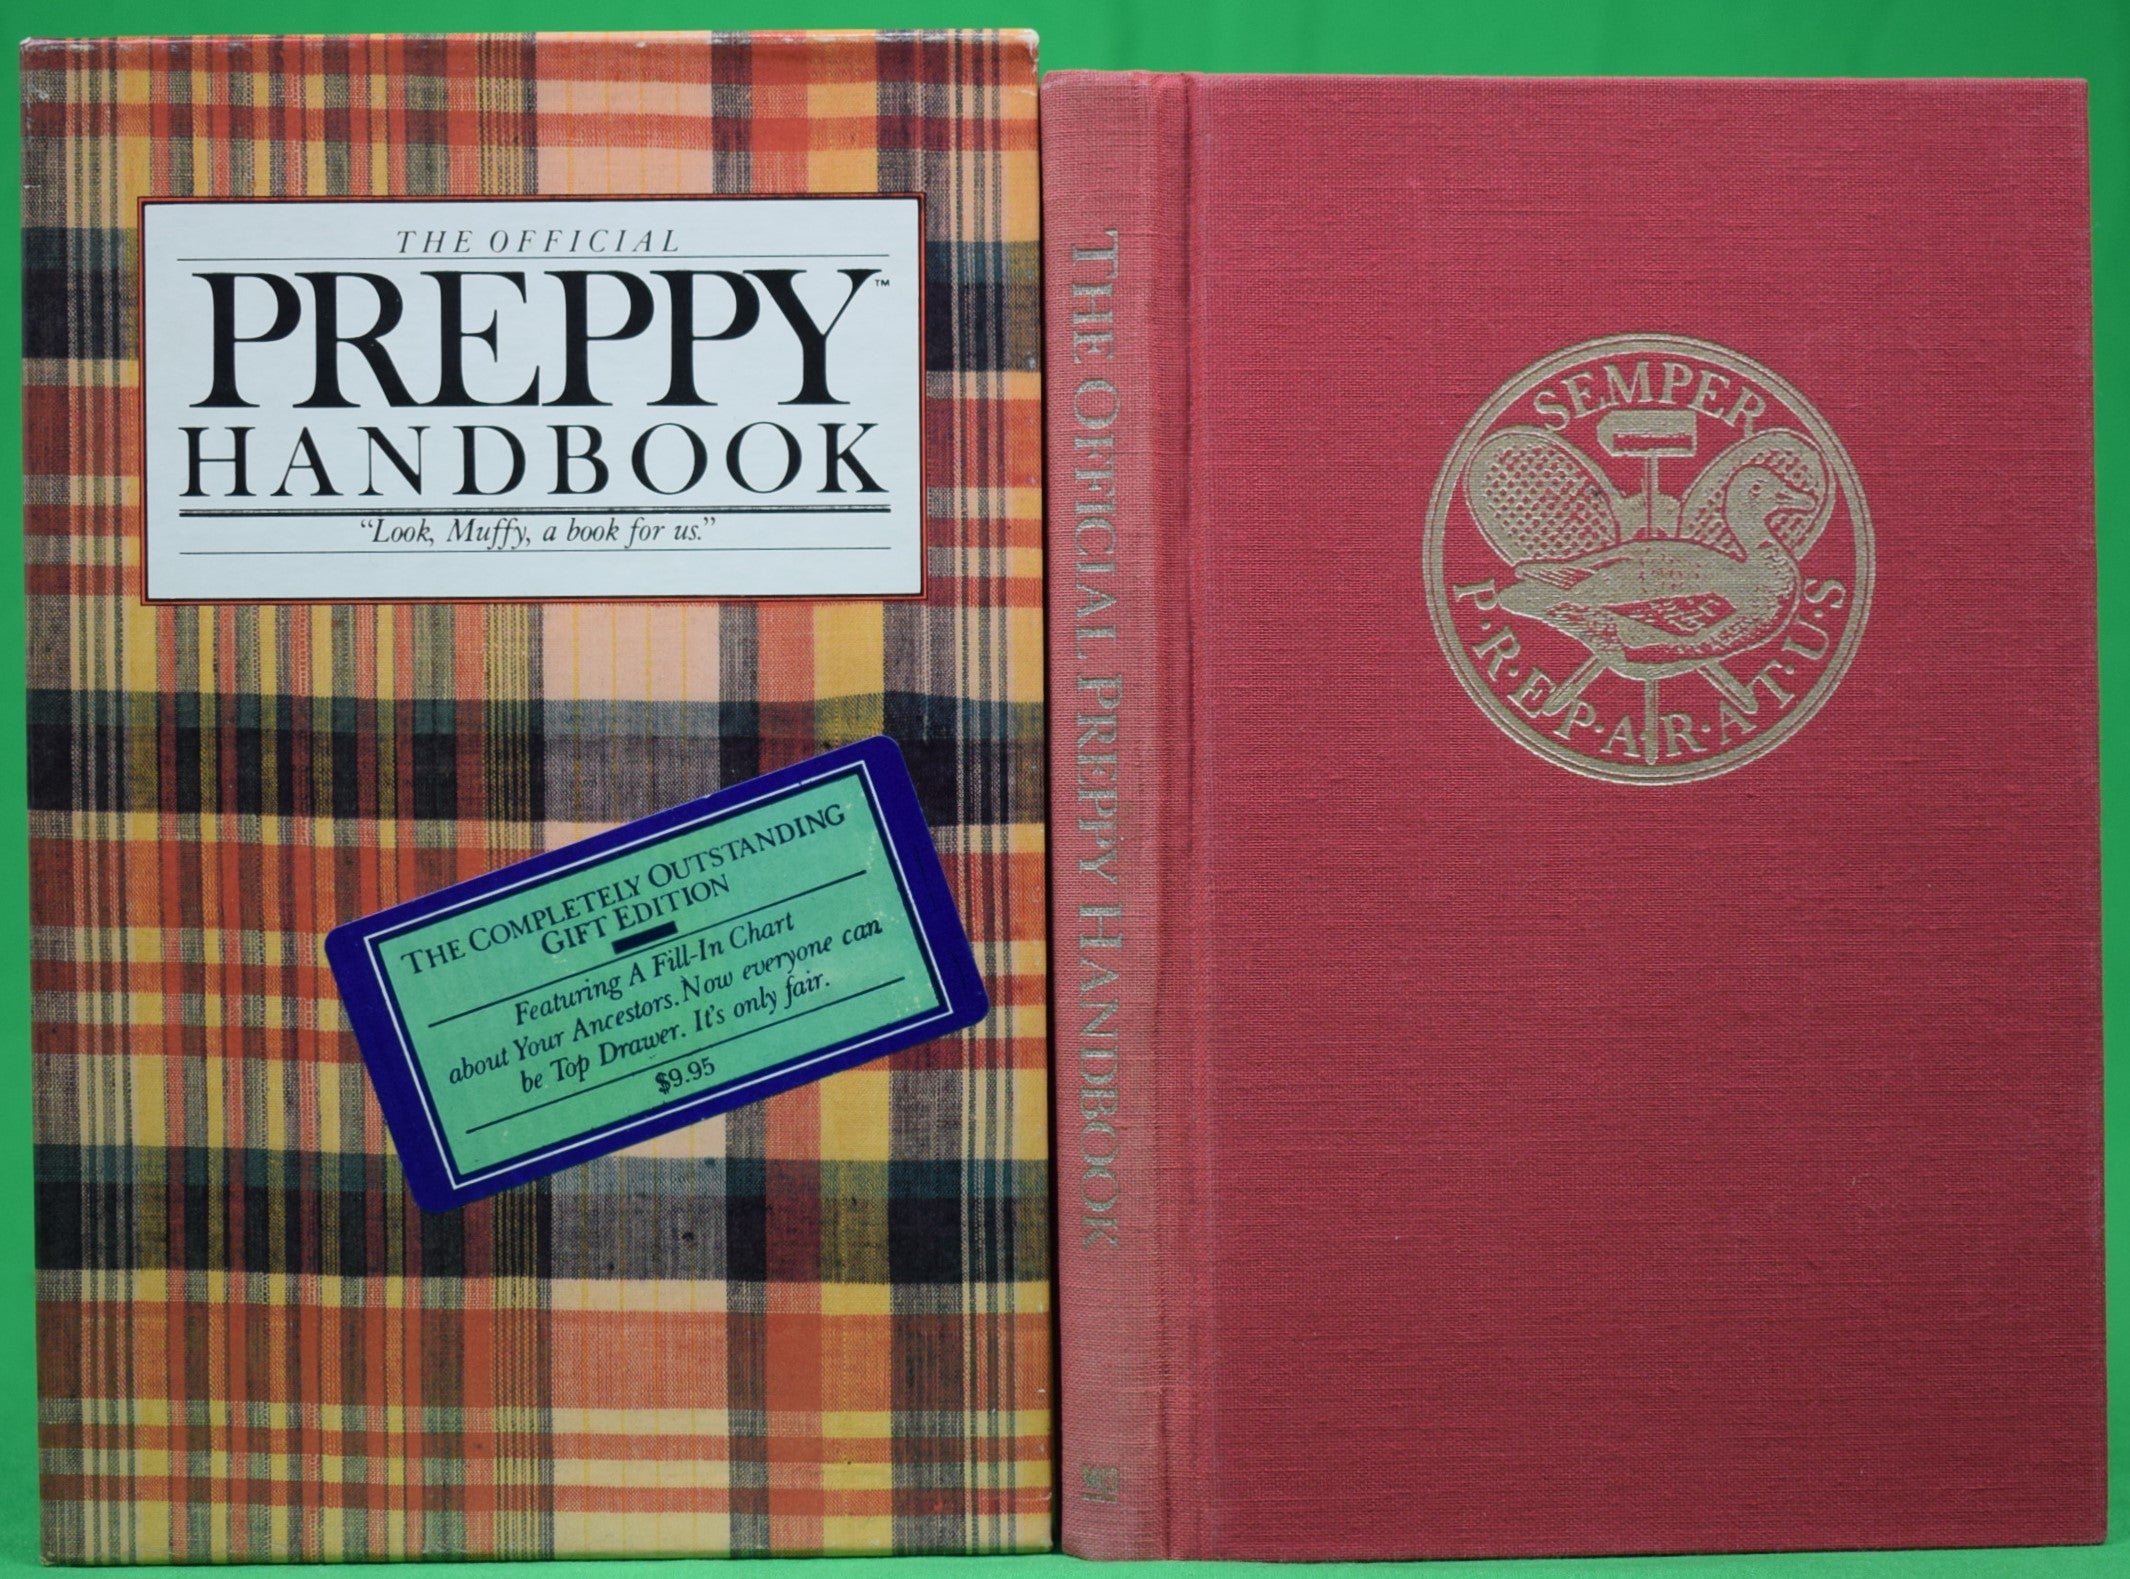 THE OFFICIAL
PREPPY™
HANDBOOK
“Look, Muffy, a book for us.”
THE COMPLETELY OUTSTANDING
GIFT EDITION
Featuring A Fill-In Chart
about Your Ancestors. Now everyone can
be Top Drawer. It's only fair.
$9.95
THE OFFICIAL PREPPY HANDBOOK
SEMPER
P·R·E·P·A·R·A·T·U·S